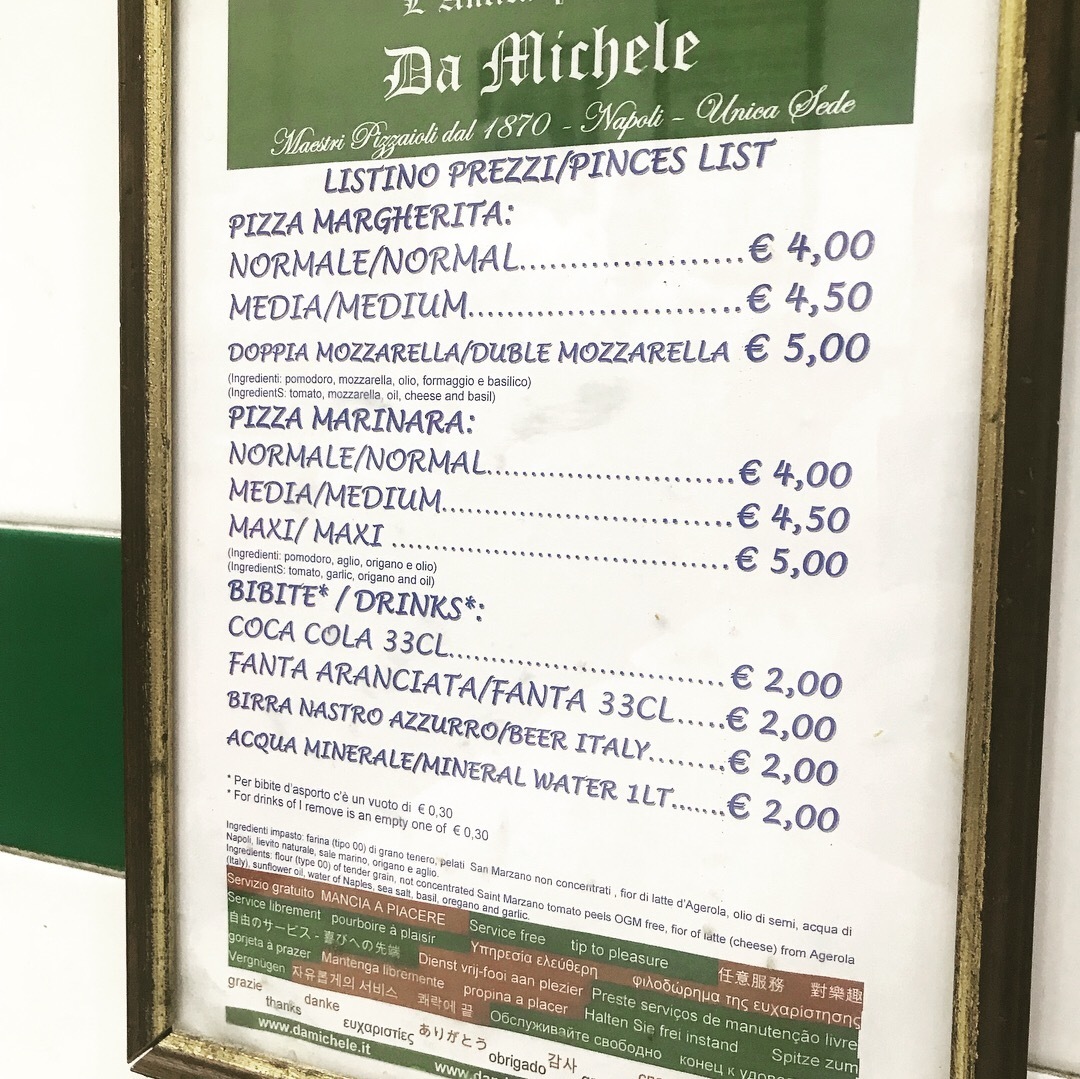 L'Antica
Da Michele
Maestri Pizzaioli dal 1870 - Napoli - Unica Sede
LISTINO PREZZI/PINCES LIST
PIZZA MARGHERITA:
NORMALE/NORMAL......................€ 4,00
MEDIA/MEDIUM...........................€ 4,50
DOPPIA MOZZARELLA/DUBLE MOZZARELLA € 5,00
(Ingredienti: pomodoro, mozzarella, olio, formaggio e basilico)
(IngredientS: tomato, mozzarella, oil, cheese and basil)
PIZZA MARINARA:
NORMALE/NORMAL.........................€ 4,00
MEDIA/MEDIUM.............................€ 4,50
MAXI/ MAXI ..................................€ 5,00
(Ingredienti: pomodoro, aglio, origano e olio)
(IngredientS: tomato, garlic, origano and oil)
BIBITE* / DRINKS*:
COCA COLA 33CL...........................€ 2,00
FANTA ARANCIATA/FANTA 33CL.....€ 2,00
BIRRA NASTRO AZZURRO/BEER ITALY........€ 2,00
ACQUA MINERALE/MINERAL WATER 1LT......€ 2,00
* Per bibite d'asporto c'è un vuoto di € 0,30
* For drinks of I remove is an empty one of € 0,30
Ingredienti impasto: farina (tipo 00) di grano tenero, pelati San Marzano non concentrati , fior di latte d'Agerola, olio di semi, acqua di
Napoli, lievito naturale, sale marino, origano e aglio.
Ingredients: flour (type 00) of tender grain, not concentrated Saint Marzano tomato peels OGM free, fior of latte (cheese) from Agerola
(Italy), sunflower oil, water of Naples, sea salt, basil, oregano and garlic.
Servizio gratuito MANCIA A PIACERE
Service librement pourboire à plaisir Service free tip to pleasure 任意服務 對樂趣
自由のサービス - 喜びへの先端 Υπηρεσία ελεύθερη φιλοδώρημα της ευχαρίστησης
gorjeta à prazer Mantenga libremente Dienst vrij-fooi aan plezier Preste serviços de manutenção livre
Vergnügen 자유롭게의 서비스 쾌락에 끝 propina a placer Halten Sie frei instand Spitze zum
Обслуживайте свободно конец к
grazie thanks danke ευχαριστίες ありがとう obrigado 감사
www.damichele.it